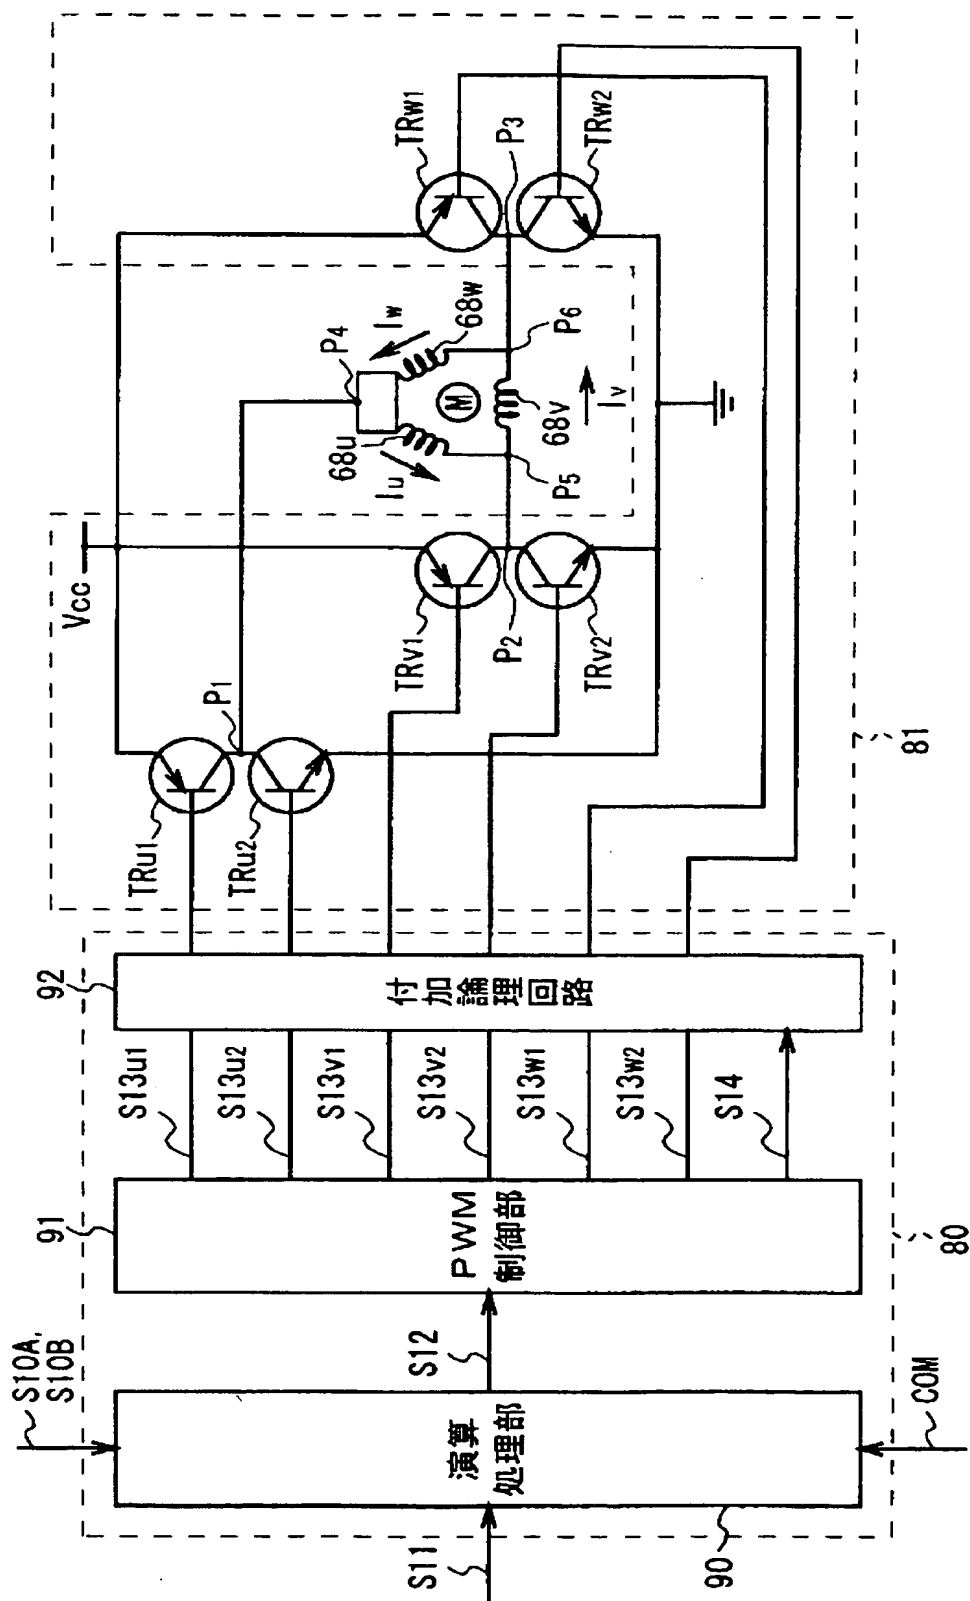 S10A,
S10B
S11
演算
処理部
90
COM
S12
91
PWM
制御部
S13u1
S13u2
S13v1
S13v2
S13w1
S13w2
S14
92
付加論理回路
80
Vcc
TRu1
TRu2
P1
TRv1
P2
TRv2
68u
Iu
P4
Iw
68w
M
P5
68v
Iv
P6
TRw1
P3
TRw2
81